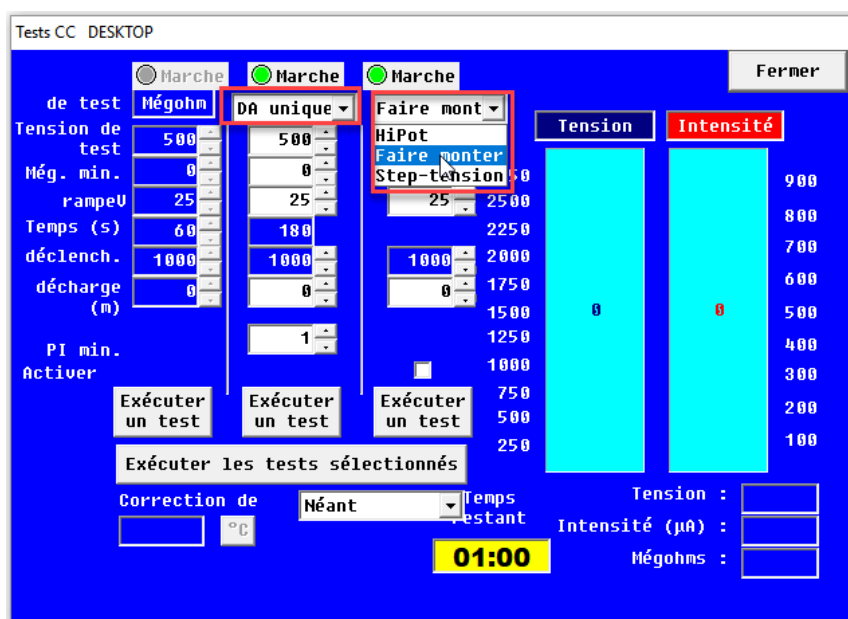 Tests CC DESKTOP
Fermer
Marche Marche Marche
de test Mégohm DA unique Faire mont
HiPot
Faire monter
Step-tension
Tension Intensité
Tension de test 500 500
Még. min. 0 0
rampeV 25 25 25
Temps (s) 60 180
déclench. 1000 1000 1000
décharge (m) 0 0 0
PI min. 1
Activer
50
2500
2250
2000
1750
1500
1250
1000
750
500
250
0 0
900
800
700
600
500
400
300
200
100
Exécuter un test Exécuter un test Exécuter un test
Exécuter les tests sélectionnés
Correction de Néant
°C
Temps
restant
01:00
Tension :
Intensité (µA) :
Mégohms :